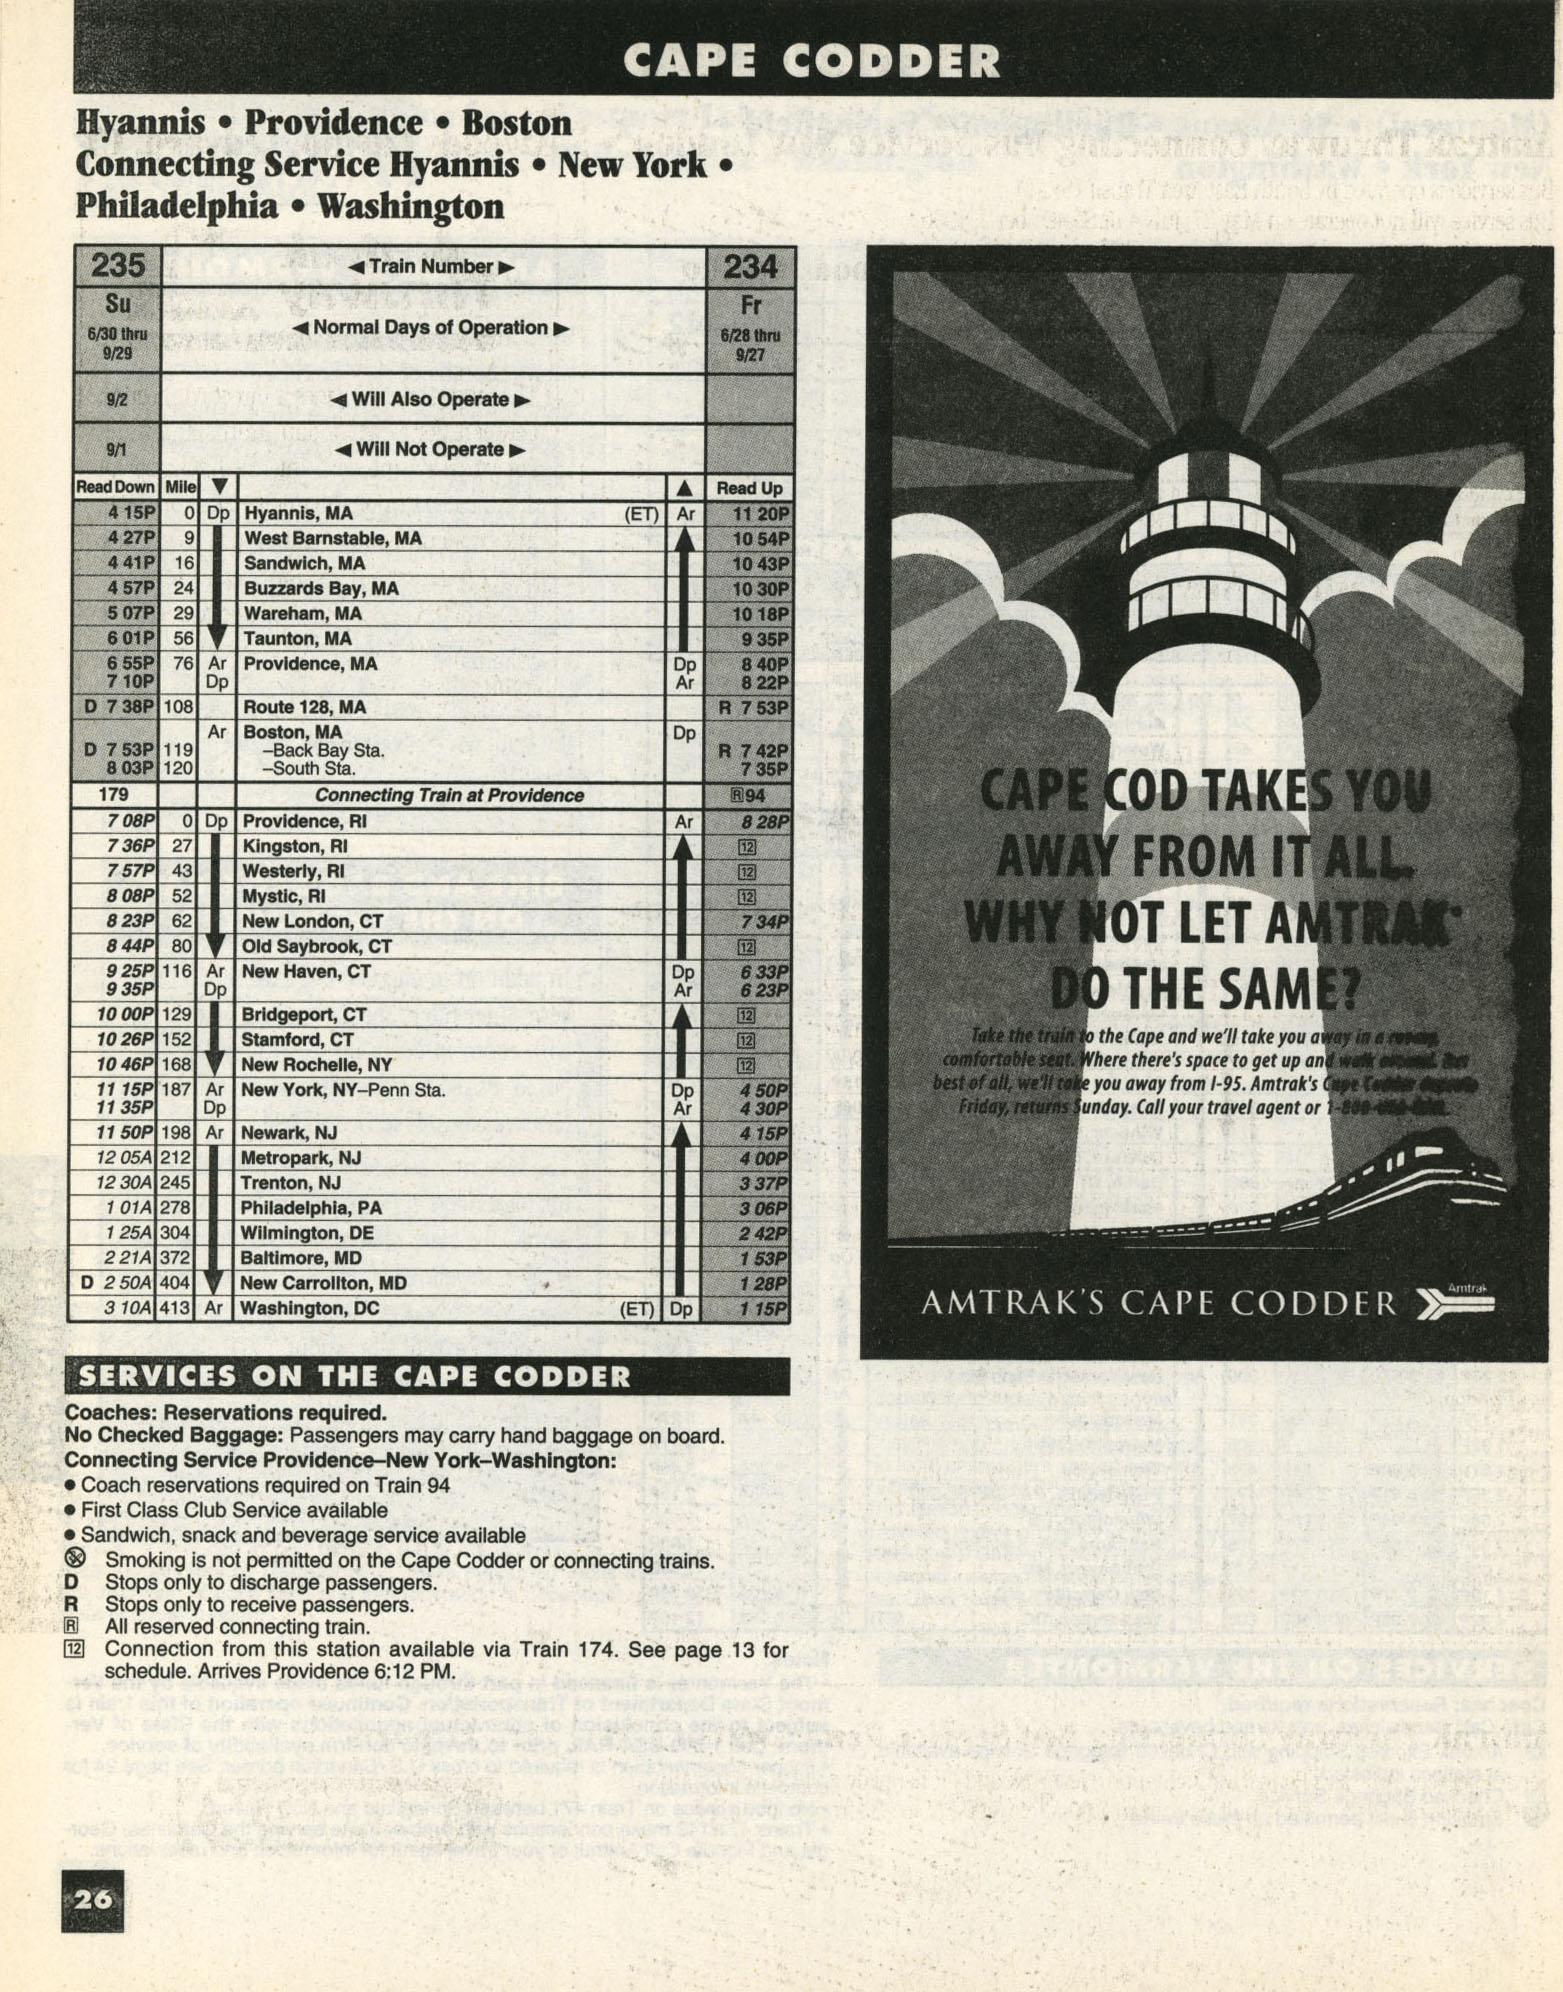 CAPE CODDER
Hyannis • Providence • Boston
Connecting Service Hyannis • New York •
Philadelphia • Washington
235 ◄ Train Number ► 234
Su 6/30 thru 9/29 ◄ Normal Days of Operation ► Fr 6/28 thru 9/27
9/2 ◄ Will Also Operate ►
9/1 ◄ Will Not Operate ►
Read Down Mile ▼ ▲ Read Up
4 15P 0 Dp Hyannis, MA (ET) Ar 11 20P
4 27P 9 West Barnstable, MA 10 54P
4 41P 16 Sandwich, MA 10 43P
4 57P 24 Buzzards Bay, MA 10 30P
5 07P 29 Wareham, MA 10 18P
6 01P 56 Taunton, MA 9 35P
6 55P 76 Ar Providence, MA Dp 8 40P
7 10P Dp Ar 8 22P
D 7 38P 108 Route 128, MA R 7 53P
Ar Boston, MA Dp
D 7 53P 119 –Back Bay Sta. R 7 42P
8 03P 120 –South Sta. 7 35P
179 Connecting Train at Providence R 94
7 08P 0 Dp Providence, RI Ar 8 28P
7 36P 27 Kingston, RI 12
7 57P 43 Westerly, RI 12
8 08P 52 Mystic, RI 12
8 23P 62 New London, CT 7 34P
8 44P 80 Old Saybrook, CT 12
9 25P 116 Ar New Haven, CT Dp 6 33P
9 35P Dp Ar 6 23P
10 00P 129 Bridgeport, CT 12
10 26P 152 Stamford, CT 12
10 46P 168 New Rochelle, NY 12
11 15P 187 Ar New York, NY–Penn Sta. Dp 4 50P
11 35P Dp Ar 4 30P
11 50P 198 Ar Newark, NJ 4 15P
12 05A 212 Metropark, NJ 4 00P
12 30A 245 Trenton, NJ 3 37P
1 01A 278 Philadelphia, PA 3 06P
1 25A 304 Wilmington, DE 2 42P
2 21A 372 Baltimore, MD 1 53P
D 2 50A 404 New Carrollton, MD 1 28P
3 10A 413 Ar Washington, DC (ET) Dp 1 15P
SERVICES ON THE CAPE CODDER
Coaches: Reservations required.
No Checked Baggage: Passengers may carry hand baggage on board.
Connecting Service Providence–New York–Washington:
• Coach reservations required on Train 94
• First Class Club Service available
• Sandwich, snack and beverage service available
Smoking is not permitted on the Cape Codder or connecting trains.
D Stops only to discharge passengers.
R Stops only to receive passengers.
R All reserved connecting train.
12 Connection from this station available via Train 174. See page 13 for
schedule. Arrives Providence 6:12 PM.
26
CAPE COD TAKES YOU
AWAY FROM IT ALL.
WHY NOT LET AMTRAK
DO THE SAME?
Take the train to the Cape and we'll take you away in a roomy,
comfortable seat. Where there's space to get up and walk around. But
best of all, we'll take you away from I-95. Amtrak's Cape Codder departs
Friday, returns Sunday. Call your travel agent or
AMTRAK'S CAPE CODDER
Amtrak